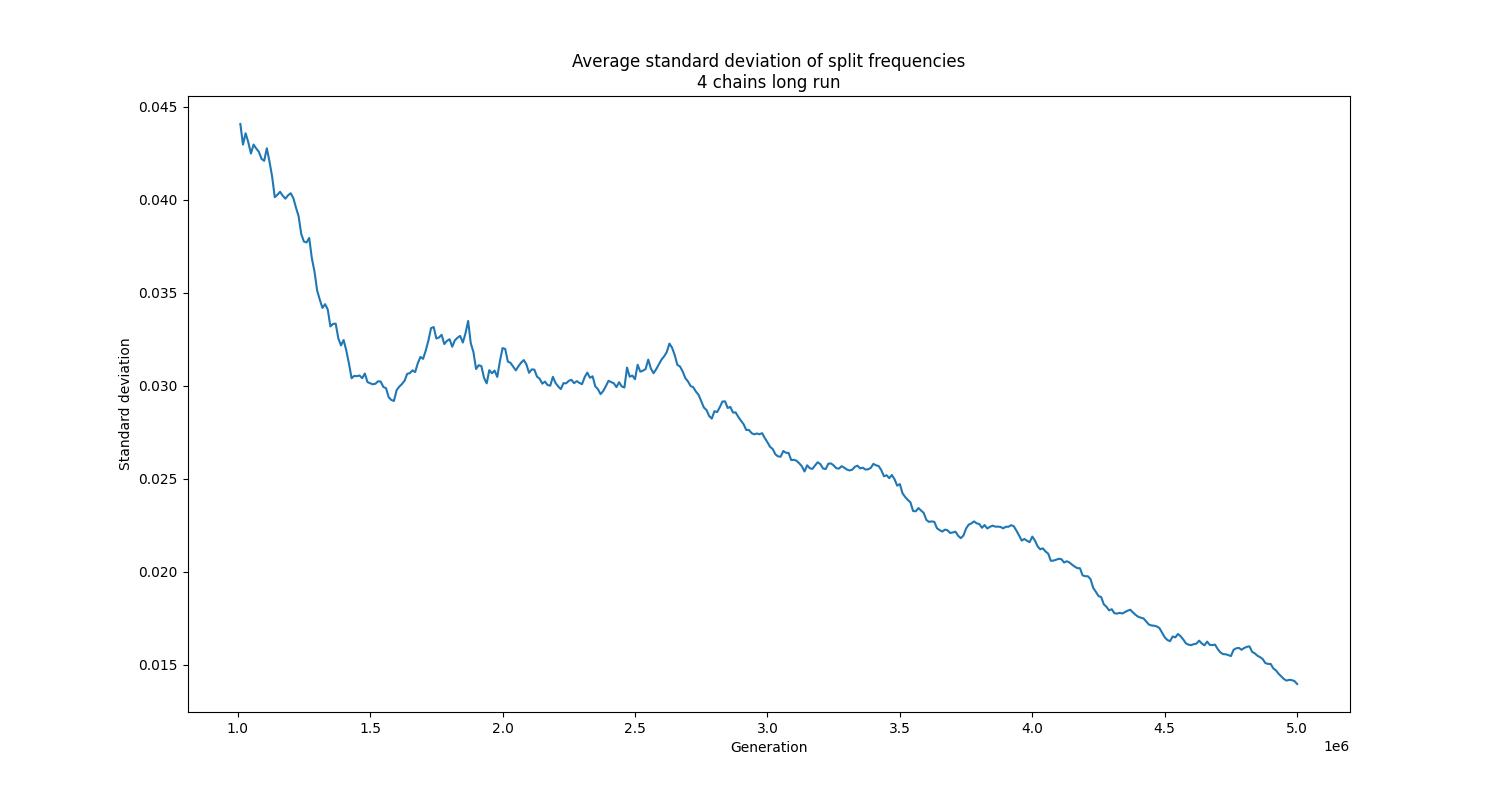 Average standard deviation of split frequencies
4 chains long run
0.045
0.040
0.035
0.030
0.025
0.020
0.015
Standard deviation
1.0 1.5 2.0 2.5 3.0 3.5 4.0 4.5 5.0
1e6
Generation